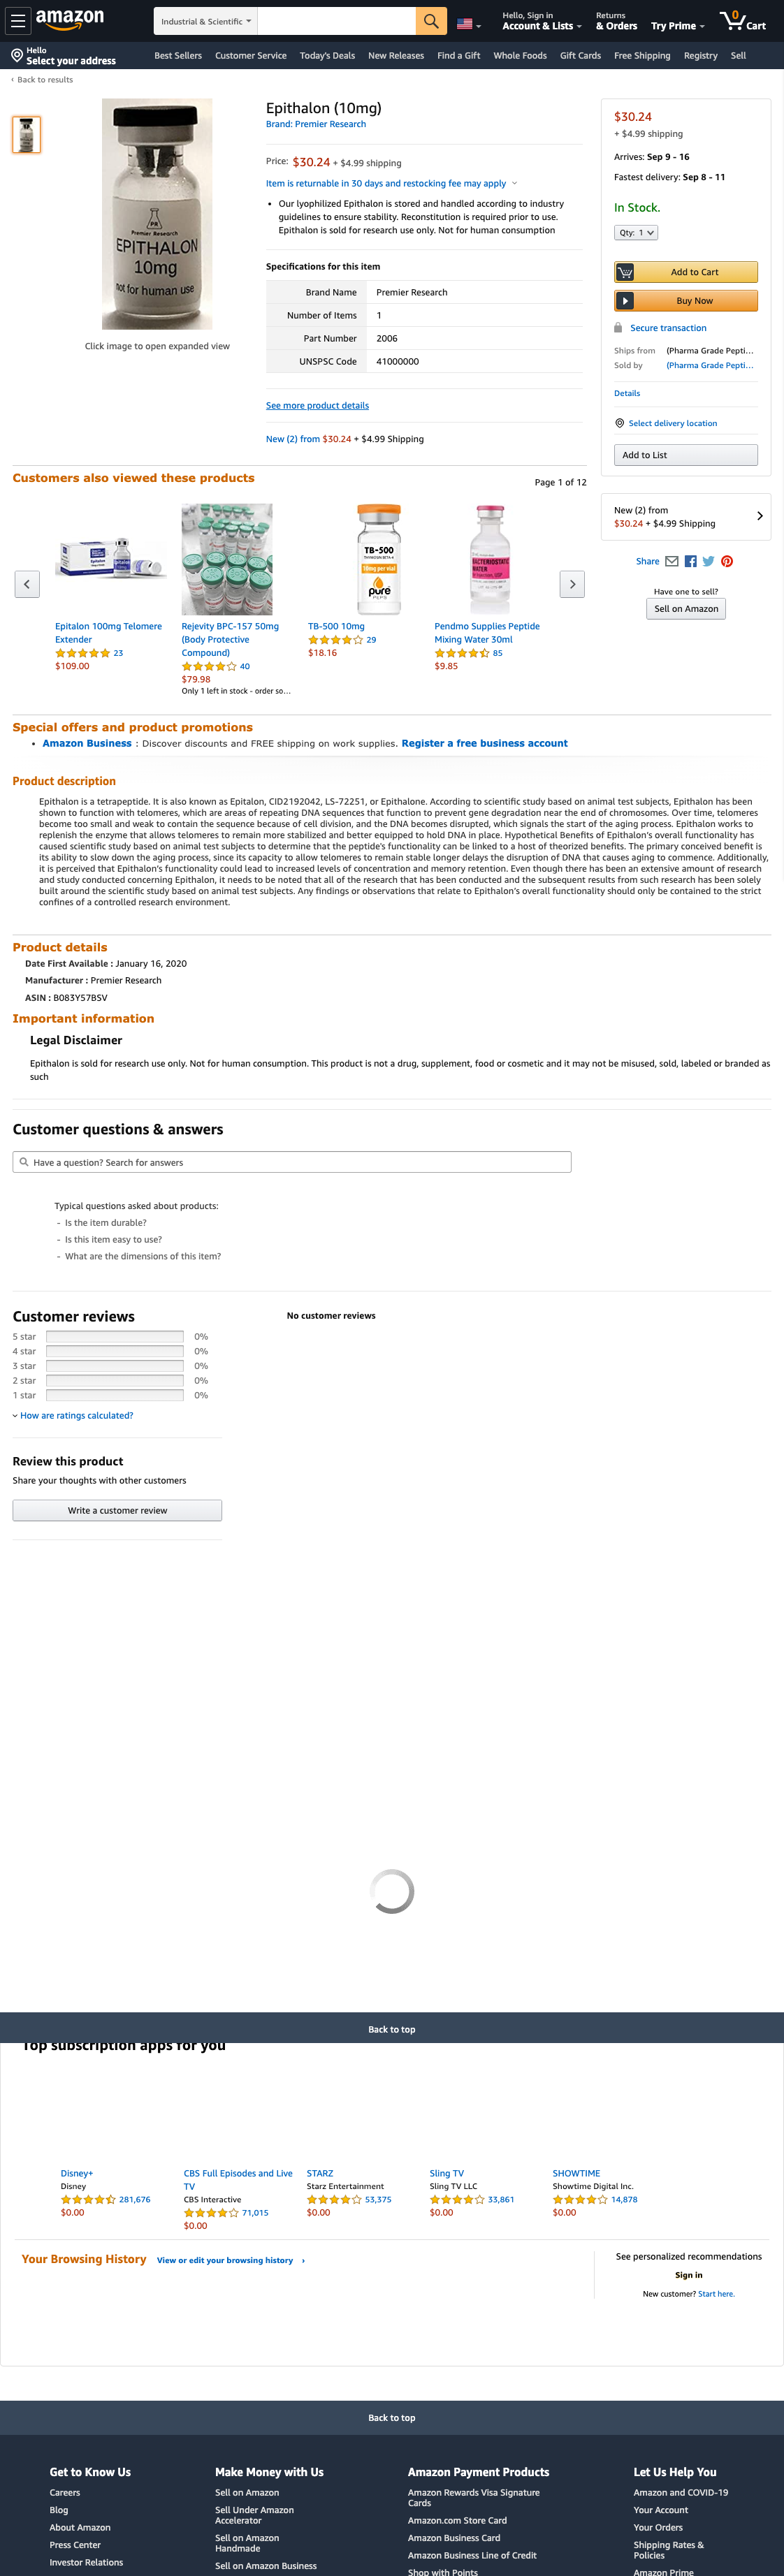 amazon
Industrial & Scientific
Hello, Sign in
Account & Lists
Returns
& Orders
Try Prime
0
Cart
Hello
Select your address
Best Sellers
Customer Service
Today's Deals
New Releases
Find a Gift
Whole Foods
Gift Cards
Free Shipping
Registry
Sell
‹ Back to results
PR
Premier Research
EPITHALON
10mg
not for human use
Click image to open expanded view
Epithalon (10mg)
Brand: Premier Research
Price: $30.24 + $4.99 shipping
Item is returnable in 30 days and restocking fee may apply
• Our lyophilized Epithalon is stored and handled according to industry
guidelines to ensure stability. Reconstitution is required prior to use.
Epithalon is sold for research use only. Not for human consumption
Specifications for this item
Brand Name Premier Research
Number of Items 1
Part Number 2006
UNSPSC Code 41000000
See more product details
New (2) from $30.24 + $4.99 Shipping
$30.24
+ $4.99 shipping
Arrives: Sep 9 - 16
Fastest delivery: Sep 8 - 11
In Stock.
Qty: 1
Add to Cart
Buy Now
Secure transaction
Ships from (Pharma Grade Pepti…
Sold by (Pharma Grade Pepti…
Details
Select delivery location
Add to List
New (2) from
$30.24 + $4.99 Shipping
Share
Have one to sell?
Sell on Amazon
Customers also viewed these products
Page 1 of 12
TB-500
10mg per vial
pure
PEPS
BACTERIOSTATIC
WATER
Epitalon 100mg Telomere
Extender
23
$109.00
Rejevity BPC-157 50mg
(Body Protective
Compound)
40
$79.98
Only 1 left in stock - order so…
TB-500 10mg
29
$18.16
Pendmo Supplies Peptide
Mixing Water 30ml
85
$9.85
Special offers and product promotions
• Amazon Business : Discover discounts and FREE shipping on work supplies. Register a free business account
Product description
Epithalon is a tetrapeptide. It is also known as Epitalon, CID2192042, LS-72251, or Epithalone. According to scientific study based on animal test subjects, Epithalon has been
shown to function with telomeres, which are areas of repeating DNA sequences that function to prevent gene degradation near the end of chromosomes. Over time, telomeres
become too small and weak to contain the sequence because of cell division, and the DNA becomes disrupted, which signals the start of the aging process. Epithalon works to
replenish the enzyme that allows telomeres to remain more stabilized and better equipped to hold DNA in place. Hypothetical Benefits of Epithalon's overall functionality has
caused scientific study based on animal test subjects to determine that the peptide's functionality can be linked to a host of theorized benefits. The primary conceived benefit is
its ability to slow down the aging process, since its capacity to allow telomeres to remain stable longer delays the disruption of DNA that causes aging to commence. Additionally,
it is perceived that Epithalon's functionality could lead to increased levels of concentration and memory retention. Even though there has been an extensive amount of research
and study conducted concerning Epithalon, it needs to be noted that all of the research that has been conducted and the subsequent results from such research has been solely
built around the scientific study based on animal test subjects. Any findings or observations that relate to Epithalon's overall functionality should only be contained to the strict
confines of a controlled research environment.
Product details
Date First Available : January 16, 2020
Manufacturer : Premier Research
ASIN : B083Y57BSV
Important information
Legal Disclaimer
Epithalon is sold for research use only. Not for human consumption. This product is not a drug, supplement, food or cosmetic and it may not be misused, sold, labeled or branded as
such
Customer questions & answers
Have a question? Search for answers
Typical questions asked about products:
- Is the item durable?
- Is this item easy to use?
- What are the dimensions of this item?
Customer reviews
No customer reviews
5 star 0%
4 star 0%
3 star 0%
2 star 0%
1 star 0%
How are ratings calculated?
Review this product
Share your thoughts with other customers
Write a customer review
Back to top
Top subscription apps for you
Disney+
Disney
281,676
$0.00
CBS Full Episodes and Live
TV
CBS Interactive
71,015
$0.00
STARZ
Starz Entertainment
53,375
$0.00
Sling TV
Sling TV LLC
33,861
$0.00
SHOWTIME
Showtime Digital Inc.
14,878
$0.00
Your Browsing History View or edit your browsing history ›
See personalized recommendations
Sign in
New customer? Start here.
Back to top
Get to Know Us
Careers
Blog
About Amazon
Press Center
Investor Relations
Make Money with Us
Sell on Amazon
Sell Under Amazon
Accelerator
Sell on Amazon
Handmade
Sell on Amazon Business
Amazon Payment Products
Amazon Rewards Visa Signature
Cards
Amazon.com Store Card
Amazon Business Card
Amazon Business Line of Credit
Shop with Points
Let Us Help You
Amazon and COVID-19
Your Account
Your Orders
Shipping Rates &
Policies
Amazon Prime